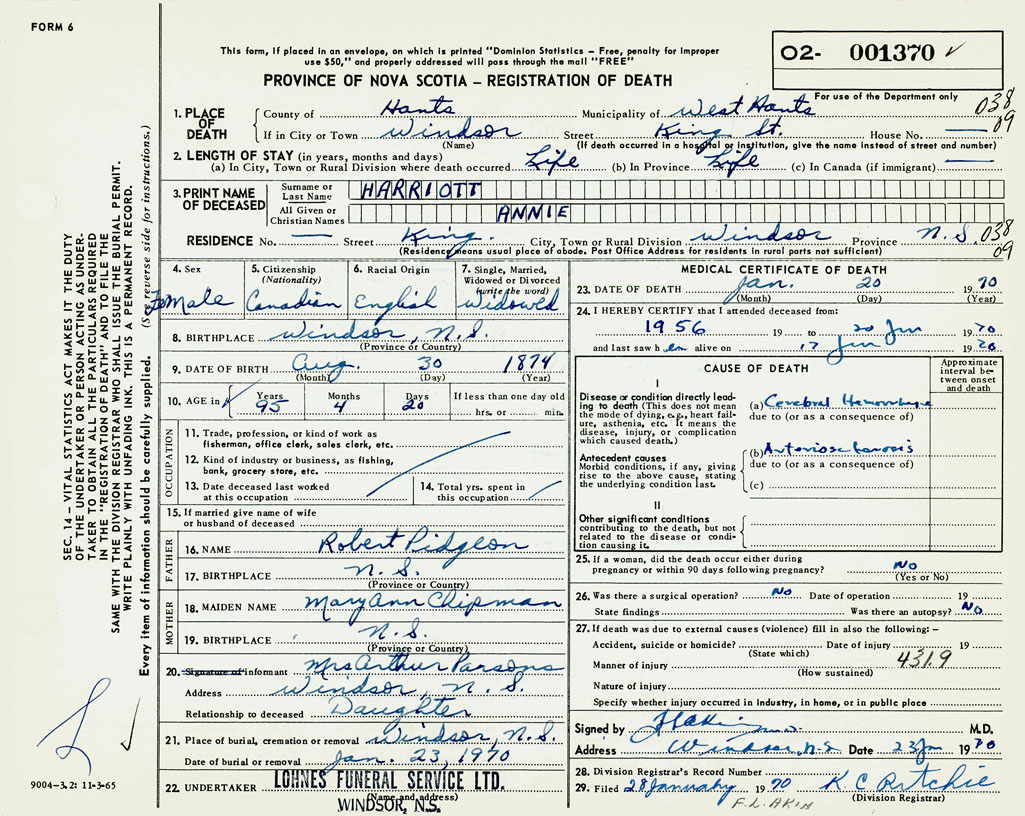 FORM 6
This form, if placed in an envelope, on which is printed "Dominion Statistics – Free, penalty for improper
use $50," and properly addressed will pass through the mail "FREE"
PROVINCE OF NOVA SCOTIA – REGISTRATION OF DEATH
02- 001370 ✓
For use of the Department only
038
09
1. PLACE OF DEATH
County of Hants Municipality of West Hants
If in City or Town Windsor Street King St. House No. —
(Name) (If death occurred in a hospital or institution, give the name instead of street and number)
2. LENGTH OF STAY (in years, months and days)
(a) In City, Town or Rural Division where death occurred Life (b) In Province Life (c) In Canada (if immigrant) —
3. PRINT NAME OF DECEASED
Surname or Last Name HARRIOTT
All Given or Christian Names ANNIE
RESIDENCE No. — Street King. City, Town or Rural Division Windsor Province N.S. 038
09
(Residence means usual place of abode. Post Office Address for residents in rural parts not sufficient)
4. Sex Female
5. Citizenship (Nationality) Canadian
6. Racial Origin English
7. Single, Married, Widowed or Divorced (write the word) Widowed
8. BIRTHPLACE Windsor, N.S.
(Province or Country)
9. DATE OF BIRTH Aug. 30 1874
(Month) (Day) (Year)
10. AGE in Years 95 Months 4 Days 20 If less than one day old
hrs. or min.
OCCUPATION
11. Trade, profession, or kind of work as fisherman, office clerk, sales clerk, etc.
12. Kind of industry or business, as fishing, bank, grocery store, etc.
13. Date deceased last worked at this occupation
14. Total yrs. spent in this occupation
15. If married give name of wife or husband of deceased
FATHER
16. NAME Robert Pidgeon
17. BIRTHPLACE N.S.
(Province or Country)
MOTHER
18. MAIDEN NAME Mary Ann Chipman
19. BIRTHPLACE N.S.
(Province or Country)
20. Signature of informant Mrs Arthur Parsons
Address Windsor, N.S.
Relationship to deceased Daughter
21. Place of burial, cremation or removal Windsor, N.S.
Date of burial or removal Jan. 23, 1970
22. UNDERTAKER LOHNES FUNERAL SERVICE LTD.
(Name and address)
WINDSOR, N.S.
MEDICAL CERTIFICATE OF DEATH
23. DATE OF DEATH Jan. 20 1970
(Month) (Day) (Year)
24. I HEREBY CERTIFY that I attended deceased from:
1956 19 to 20 Jan 1970
and last saw h er alive on 17 Jan 1970
CAUSE OF DEATH
Approximate interval between onset and death
I
Disease or condition directly leading to death (This does not mean the mode of dying, e.g., heart failure, asthenia, etc. It means the disease, injury, or complication which caused death.)
(a) Cerebral Hemorrhage
due to (or as a consequence of)
Antecedent causes
Morbid conditions, if any, giving rise to the above cause, stating the underlying condition last.
(b) Arteriosclerosis
due to (or as a consequence of)
(c)
II
Other significant conditions
contributing to the death, but not related to the disease or condition causing it.
25. If a woman, did the death occur either during pregnancy or within 90 days following pregnancy? NO
(Yes or No)
26. Was there a surgical operation? NO Date of operation 19
State findings Was there an autopsy? NO
27. If death was due to external causes (violence) fill in also the following: –
Accident, suicide or homicide? Date of injury 19
(State which)
Manner of injury 431.9
(How sustained)
Nature of injury
Specify whether injury occurred in industry, in home, or in public place
Signed by M.D.
Address Windsor, N.S Date 23 Jan 1970
28. Division Registrar's Record Number
29. Filed 28 January 1970 K C Ritchie
(Division Registrar)
F.L. AKIN
SEC. 14 – VITAL STATISTICS ACT MAKES IT THE DUTY
OF THE UNDERTAKER OR PERSON ACTING AS UNDER-
TAKER TO OBTAIN ALL THE PARTICULARS REQUIRED
IN THE "REGISTRATION OF DEATH" AND TO FILE THE
SAME WITH THE DIVISION REGISTRAR WHO SHALL ISSUE THE BURIAL PERMIT.
WRITE PLAINLY WITH UNFADING INK. THIS IS A PERMANENT RECORD.
Every item of information should be carefully supplied. (See reverse side for instructions.)
9004-3.2: 11-3-65